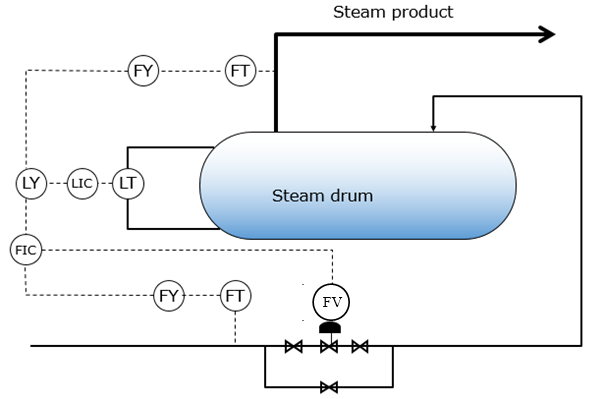 Steam product
FY
FT
LY
LIC
LT
Steam drum
FIC
FY
FT
FV